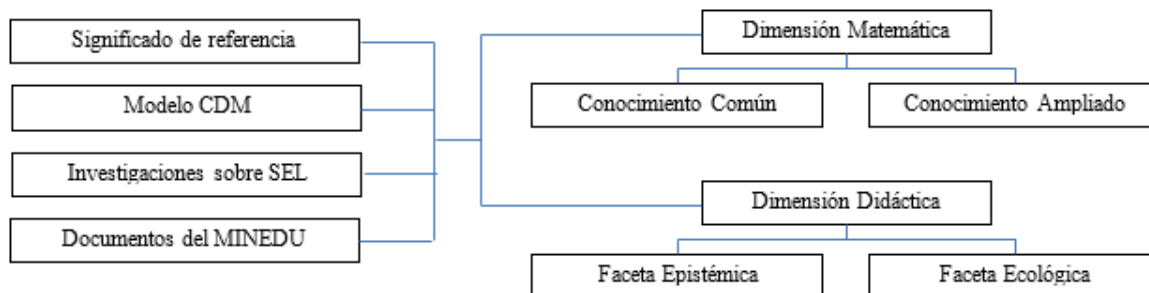 Significado de referencia
Modelo CDM
Investigaciones sobre SEL
Documentos del MINEDU
Dimensión Matemática
Conocimiento Común
Conocimiento Ampliado
Dimensión Didáctica
Faceta Epistémica
Faceta Ecológica